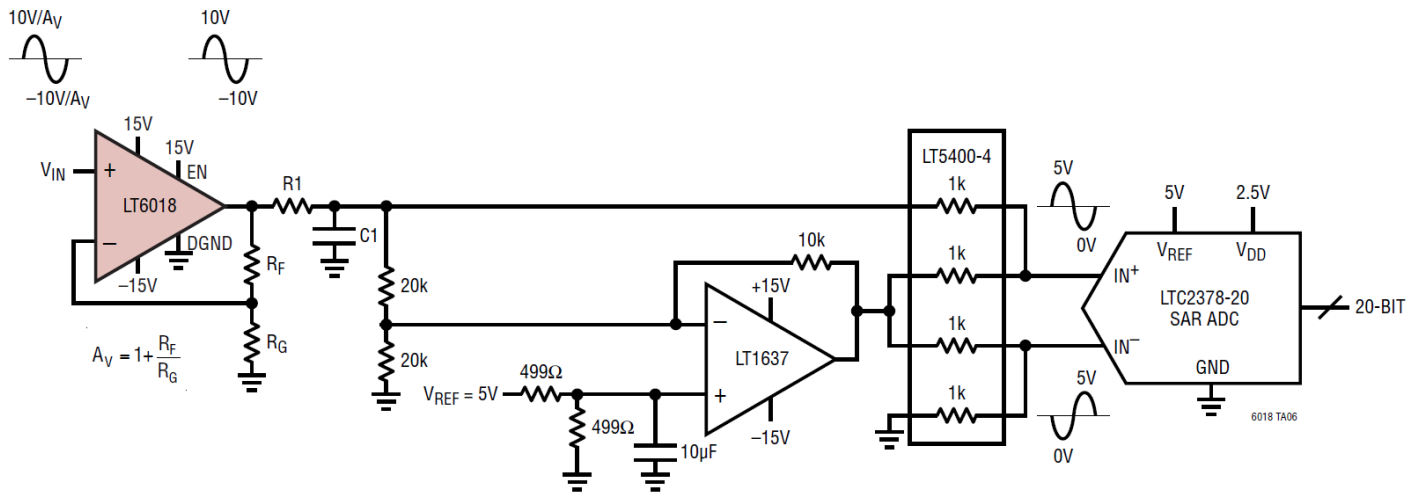 10V/AV
–10V/AV
10V
–10V
15V
15V
EN
VIN
+
LT6018
–
DGND
–15V
RF
RG
AV = 1+ RF
RG
R1
C1
20k
20k
10k
+15V
–
LT1637
+
–15V
VREF = 5V
499Ω
499Ω
10µF
LT5400-4
1k
1k
1k
1k
5V
0V
5V
0V
5V
2.5V
VREF
VDD
IN+
LTC2378-20
SAR ADC
IN–
GND
20-BIT
6018 TA06